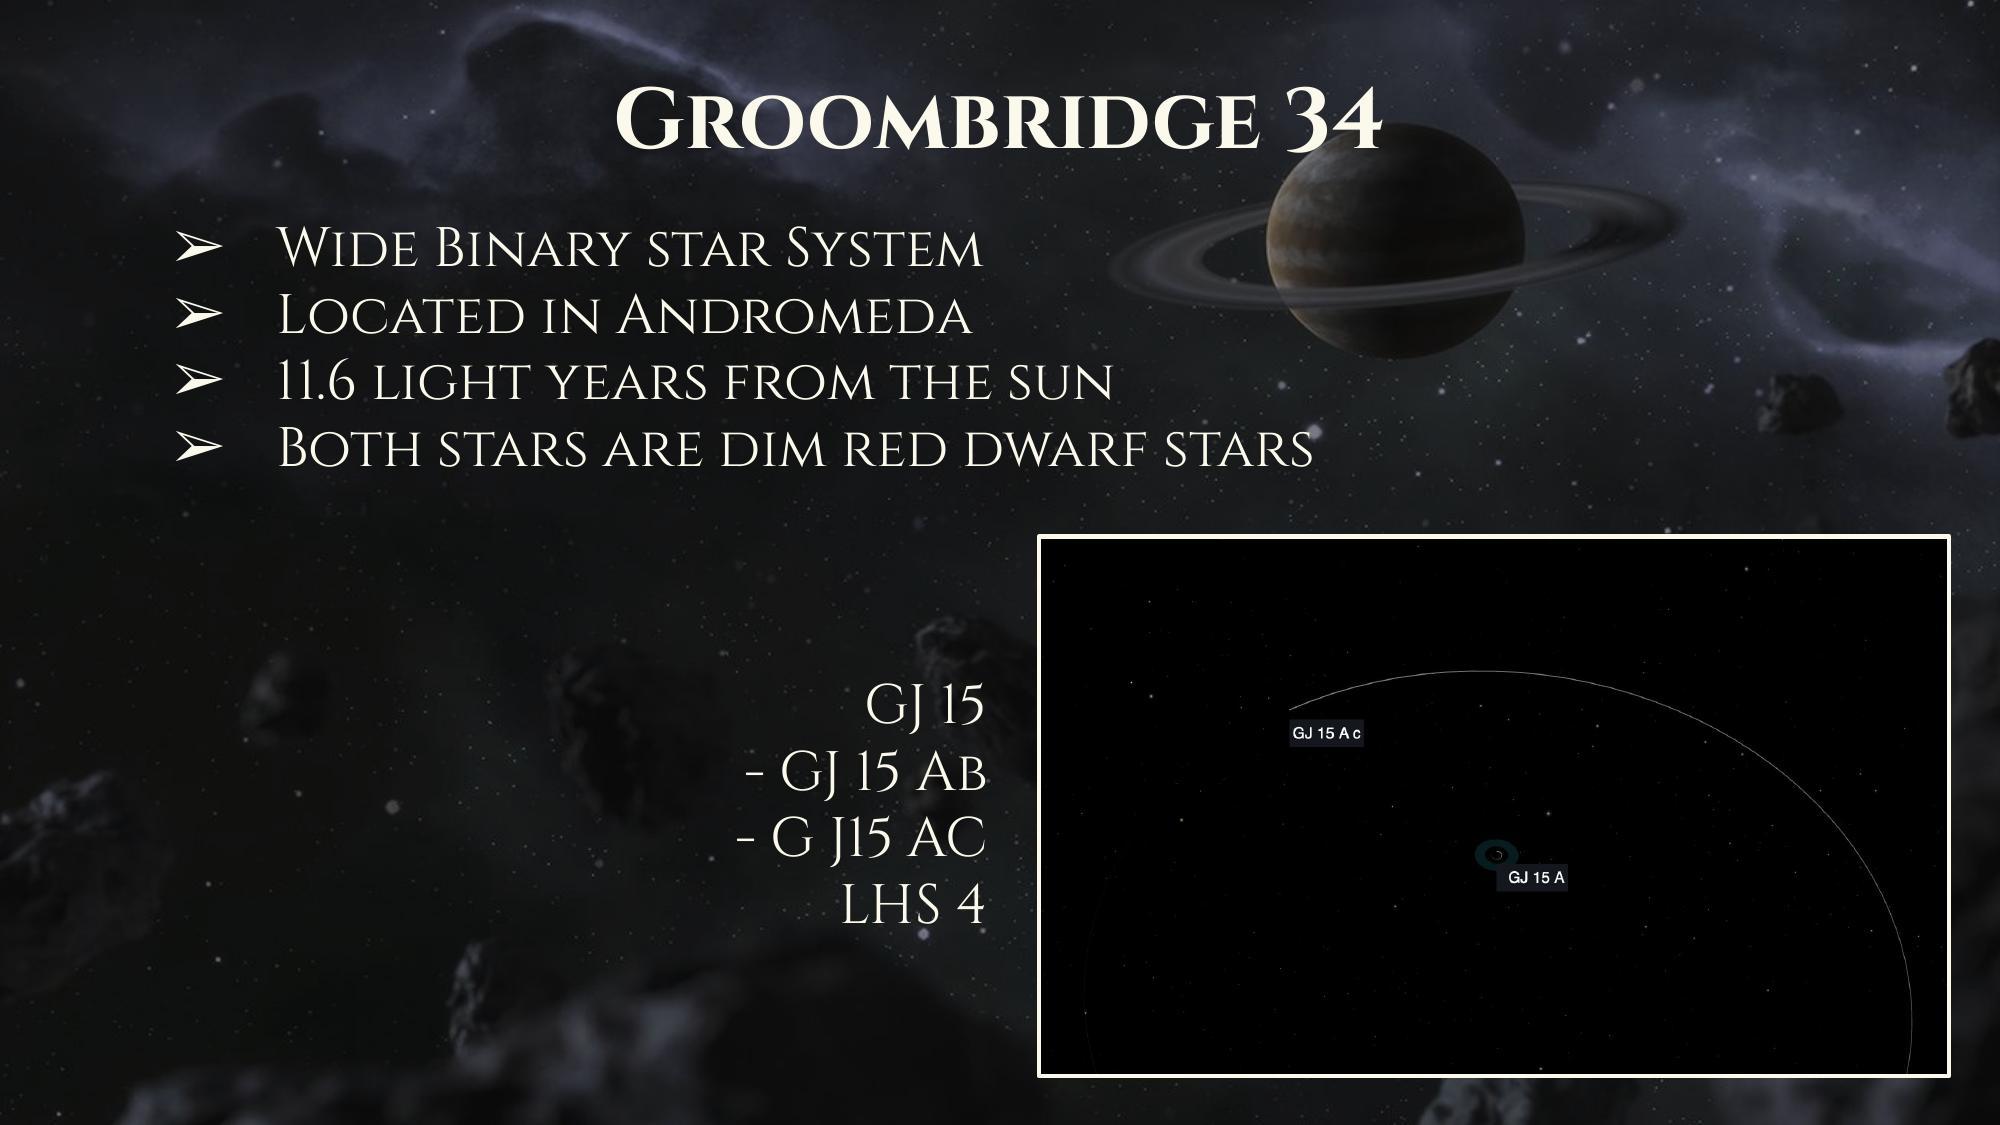 Groombridge 34
➢ Wide Binary star System
➢ Located in Andromeda
➢ 11.6 light years from the sun
➢ Both stars are dim red dwarf stars
GJ 15
- GJ 15 Ab
- G J15 AC
LHS 4
GJ 15 A c
GJ 15 A